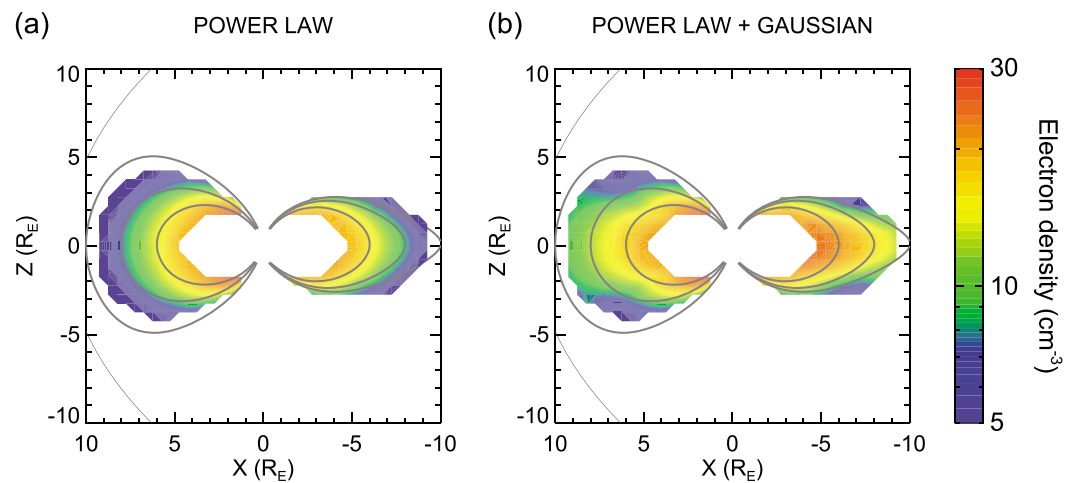 (a) POWER LAW
(b) POWER LAW + GAUSSIAN
10
5
0
-5
-10
Z (R_E)
10 5 0 -5 -10
X (R_E)
10
5
0
-5
-10
Z (R_E)
10 5 0 -5 -10
X (R_E)
30
10
5
Electron density (cm⁻³)